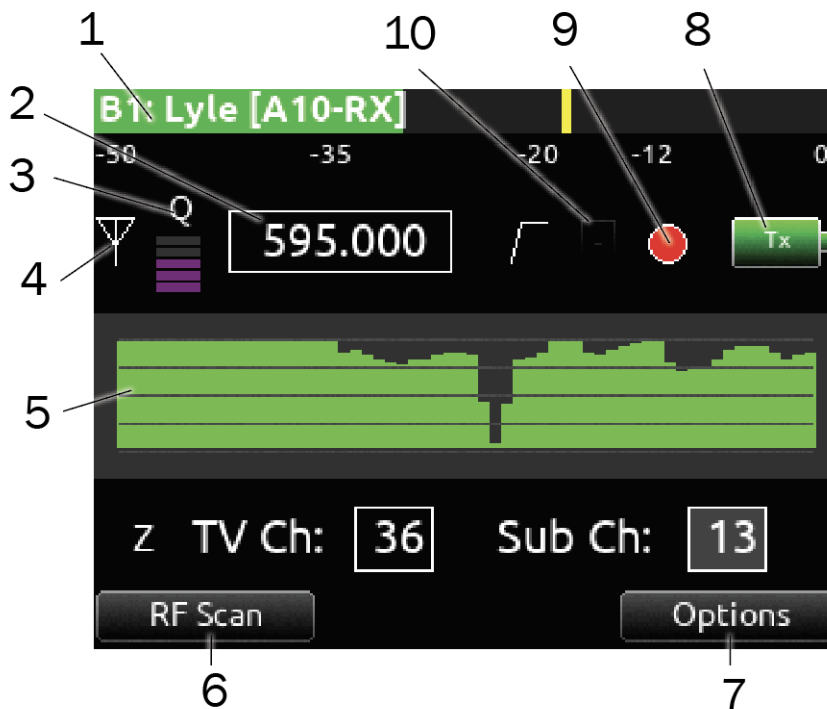 1 10 9 8
B1: Lyle [A10-RX]
2
-50 -35 -20 -12 0
3 Q
595.000 - Tx
4
5
Z TV Ch: 36 Sub Ch: 13
RF Scan Options
6 7